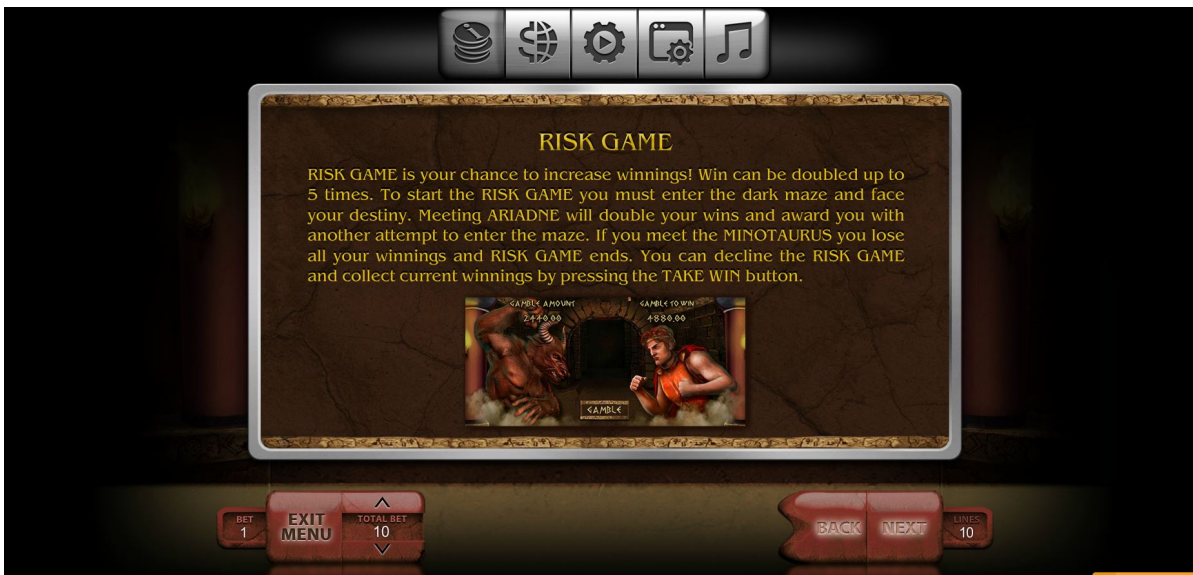 RISK GAME
RISK GAME is your chance to increase winnings! Win can be doubled up to
5 times. To start the RISK GAME you must enter the dark maze and face
your destiny. Meeting ARIADNE will double your wins and award you with
another attempt to enter the maze. If you meet the MINOTAURUS you lose
all your winnings and RISK GAME ends. You can decline the RISK GAME
and collect current winnings by pressing the TAKE WIN button.
GAMBLE AMOUNT
2440.00
GAMBLE TO WIN
4880.00
GAMBLE
BET
1
EXIT
MENU
TOTAL BET
10
BACK
NEXT
LINES
10